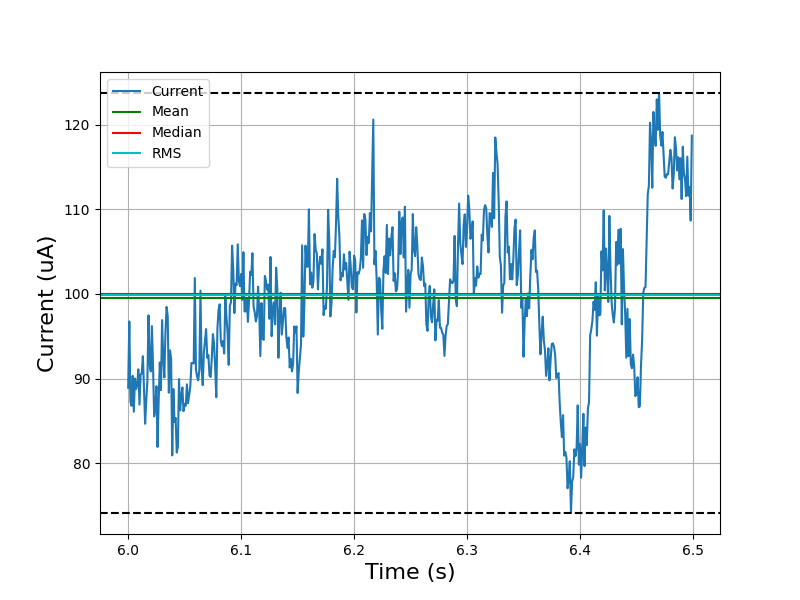 Current
Mean
Median
RMS
120
110
100
90
80
Current (uA)
6.0 6.1 6.2 6.3 6.4 6.5
Time (s)